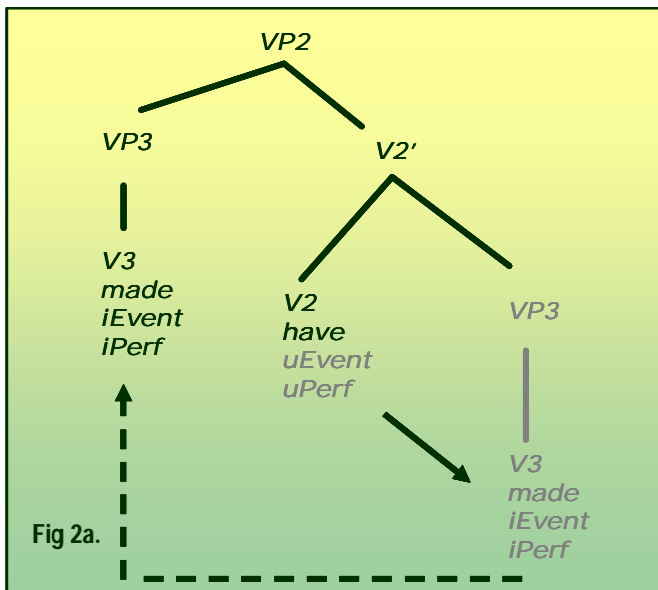 VP2
VP3
V2'
V3
made
iEvent
iPerf
V2
have
uEvent
uPerf
VP3
V3
made
iEvent
iPerf
Fig 2a.